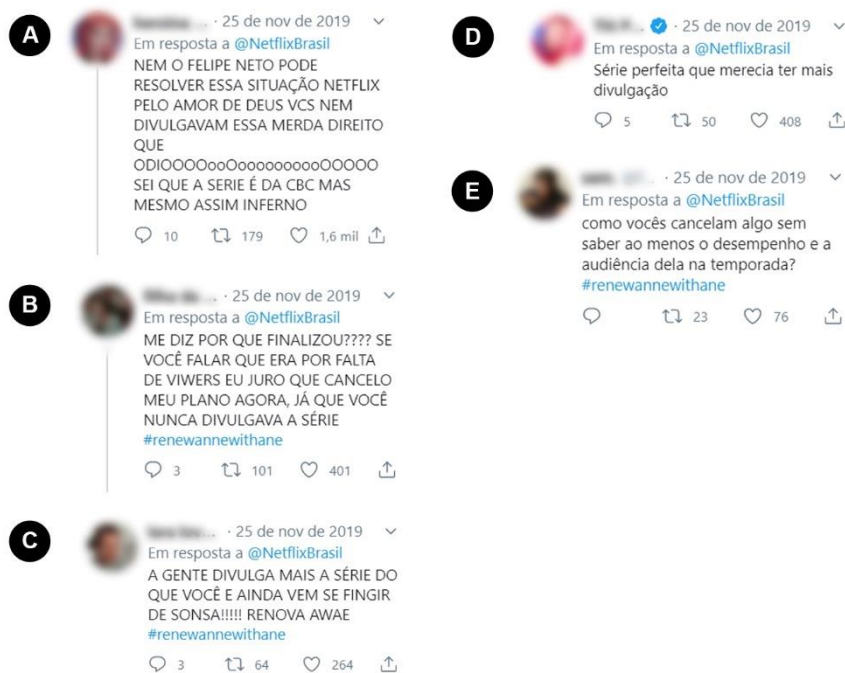 A
· 25 de nov de 2019
Em resposta a @NetflixBrasil
NEM O FELIPE NETO PODE
RESOLVER ESSA SITUAÇÃO NETFLIX
PELO AMOR DE DEUS VCS NEM
DIVULGAVAM ESSA MERDA DIREITO
QUE
ODIOOOOooOooooooooooOOOOO
SEI QUE A SERIE É DA CBC MAS
MESMO ASSIM INFERNO
10 179 1,6 mil
B
· 25 de nov de 2019
Em resposta a @NetflixBrasil
ME DIZ POR QUE FINALIZOU???? SE
VOCÊ FALAR QUE ERA POR FALTA
DE VIWERS EU JURO QUE CANCELO
MEU PLANO AGORA, JÁ QUE VOCÊ
NUNCA DIVULGAVA A SÉRIE
#renewannewithane
3 101 401
C
· 25 de nov de 2019
Em resposta a @NetflixBrasil
A GENTE DIVULGA MAIS A SÉRIE DO
QUE VOCÊ E AINDA VEM SE FINGIR
DE SONSA!!!!! RENOVA AWAE
#renewannewithane
3 64 264
D
· 25 de nov de 2019
Em resposta a @NetflixBrasil
Série perfeita que merecia ter mais
divulgação
5 50 408
E
· 25 de nov de 2019
Em resposta a @NetflixBrasil
como vocês cancelam algo sem
saber ao menos o desempenho e a
audiência dela na temporada?
#renewannewithane
23 76